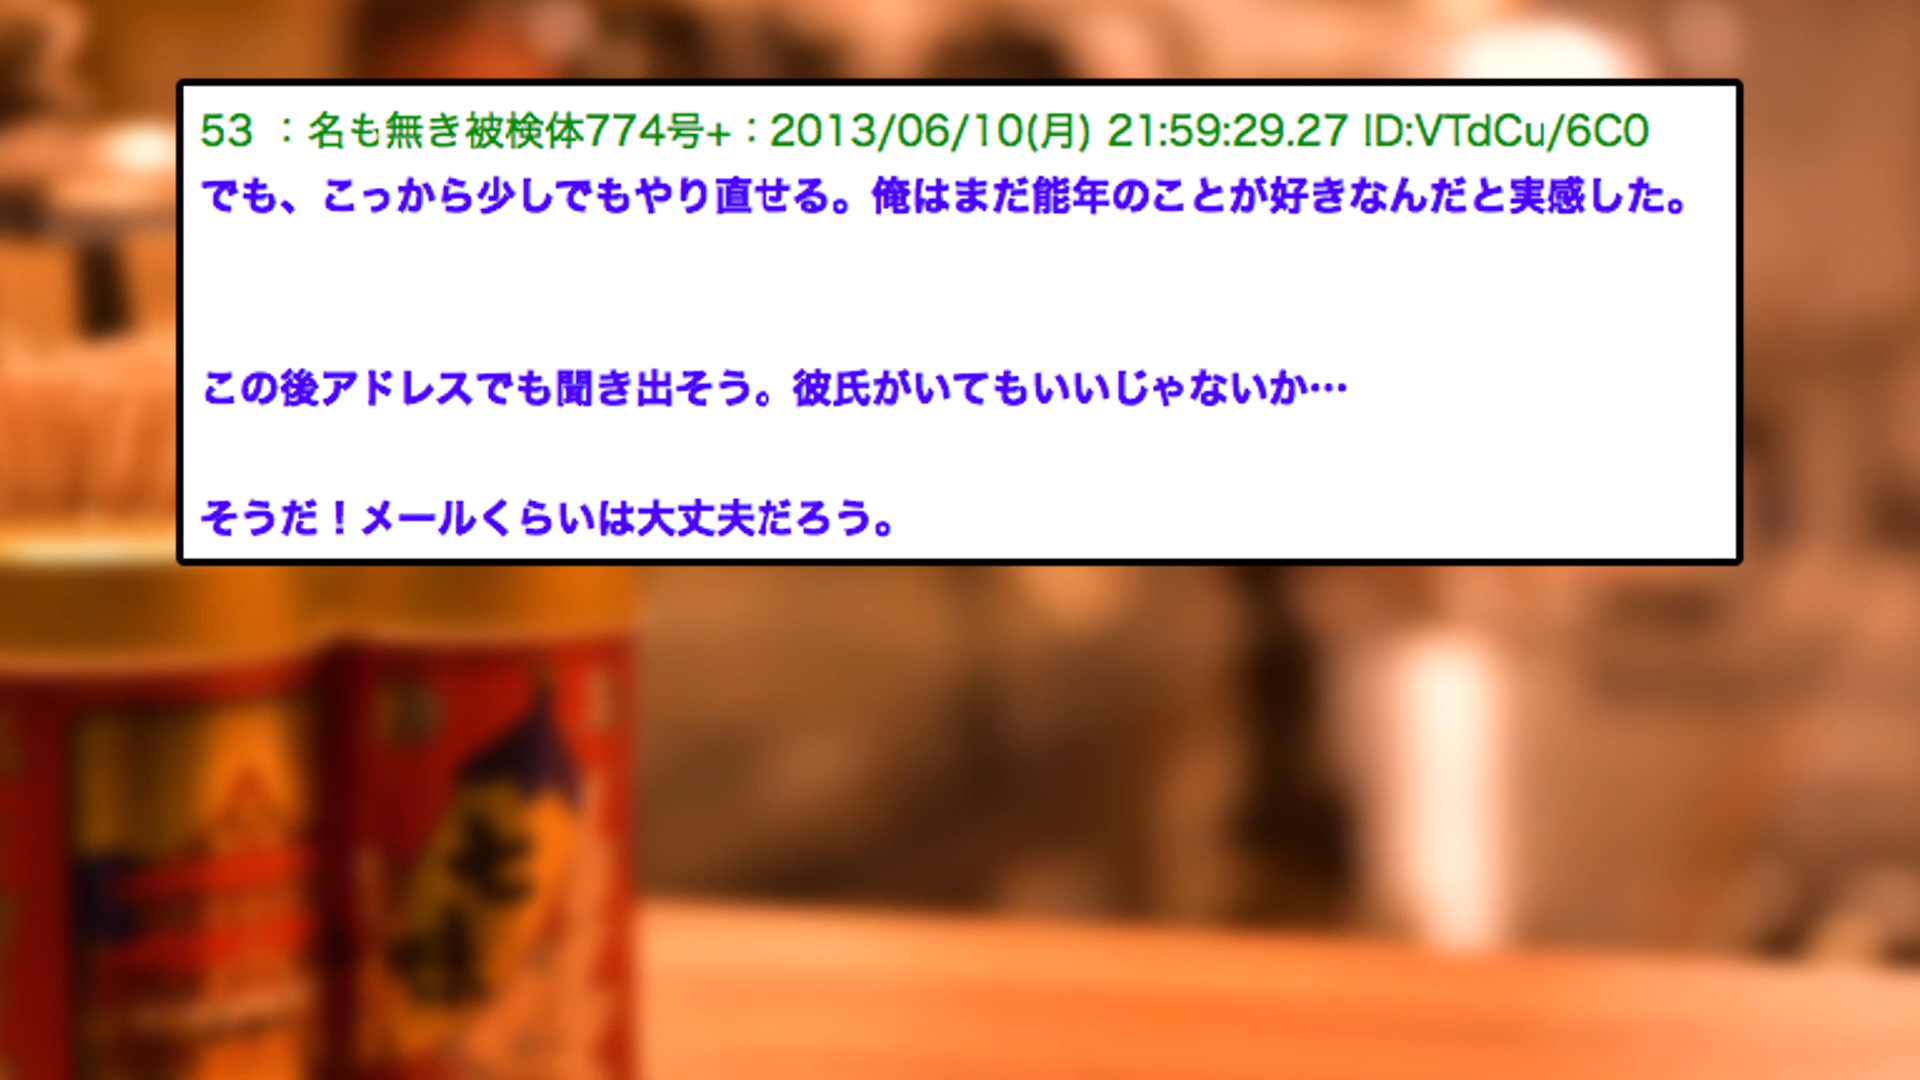 53 ：名も無き被検体774号+：2013/06/10(月) 21:59:29.27 ID:VTdCu/6C0
でも、こっから少しでもやり直せる。俺はまだ能年のことが好きなんだと実感した。
この後アドレスでも聞き出そう。彼氏がいてもいいじゃないか…
そうだ！メールくらいは大丈夫だろう。